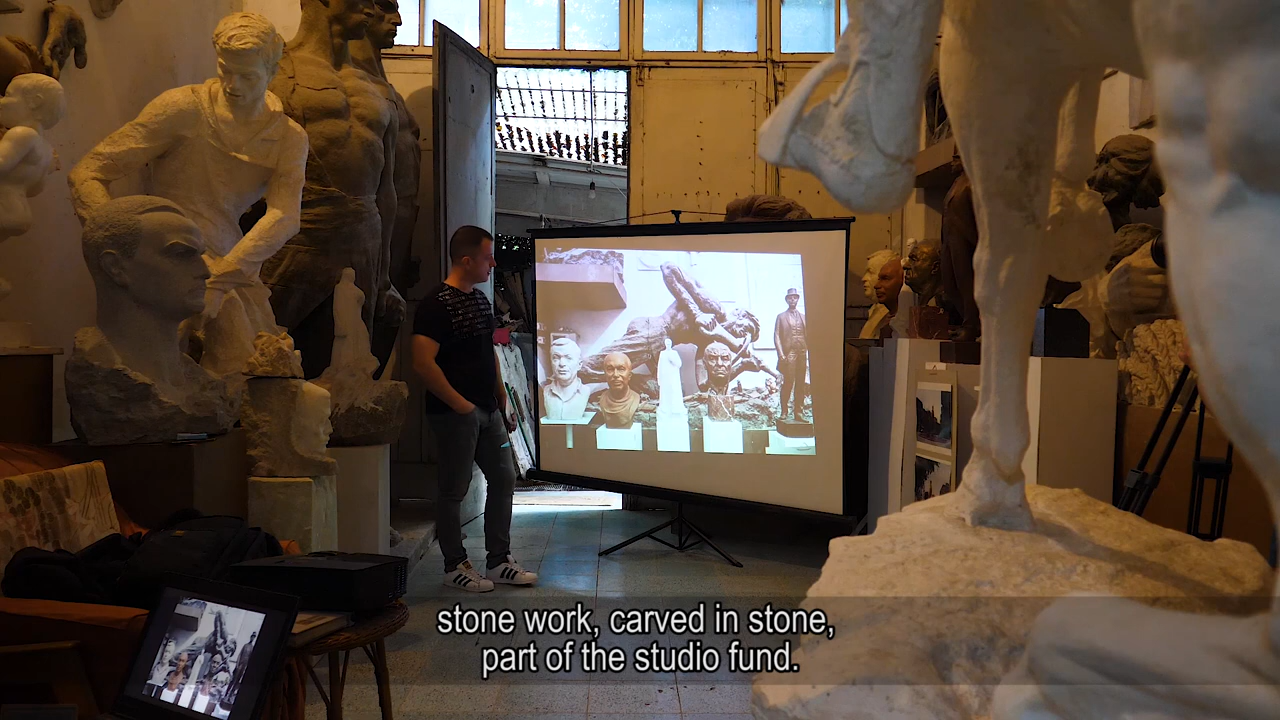 stone work, carved in stone,
part of the studio fund.